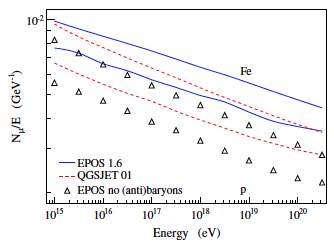 10⁻²
Nμ/E (GeV⁻¹)
Fe
EPOS 1.6
QGSJET 01
EPOS no (anti)baryons
p
10¹⁵ 10¹⁶ 10¹⁷ 10¹⁸ 10¹⁹ 10²⁰
Energy (eV)